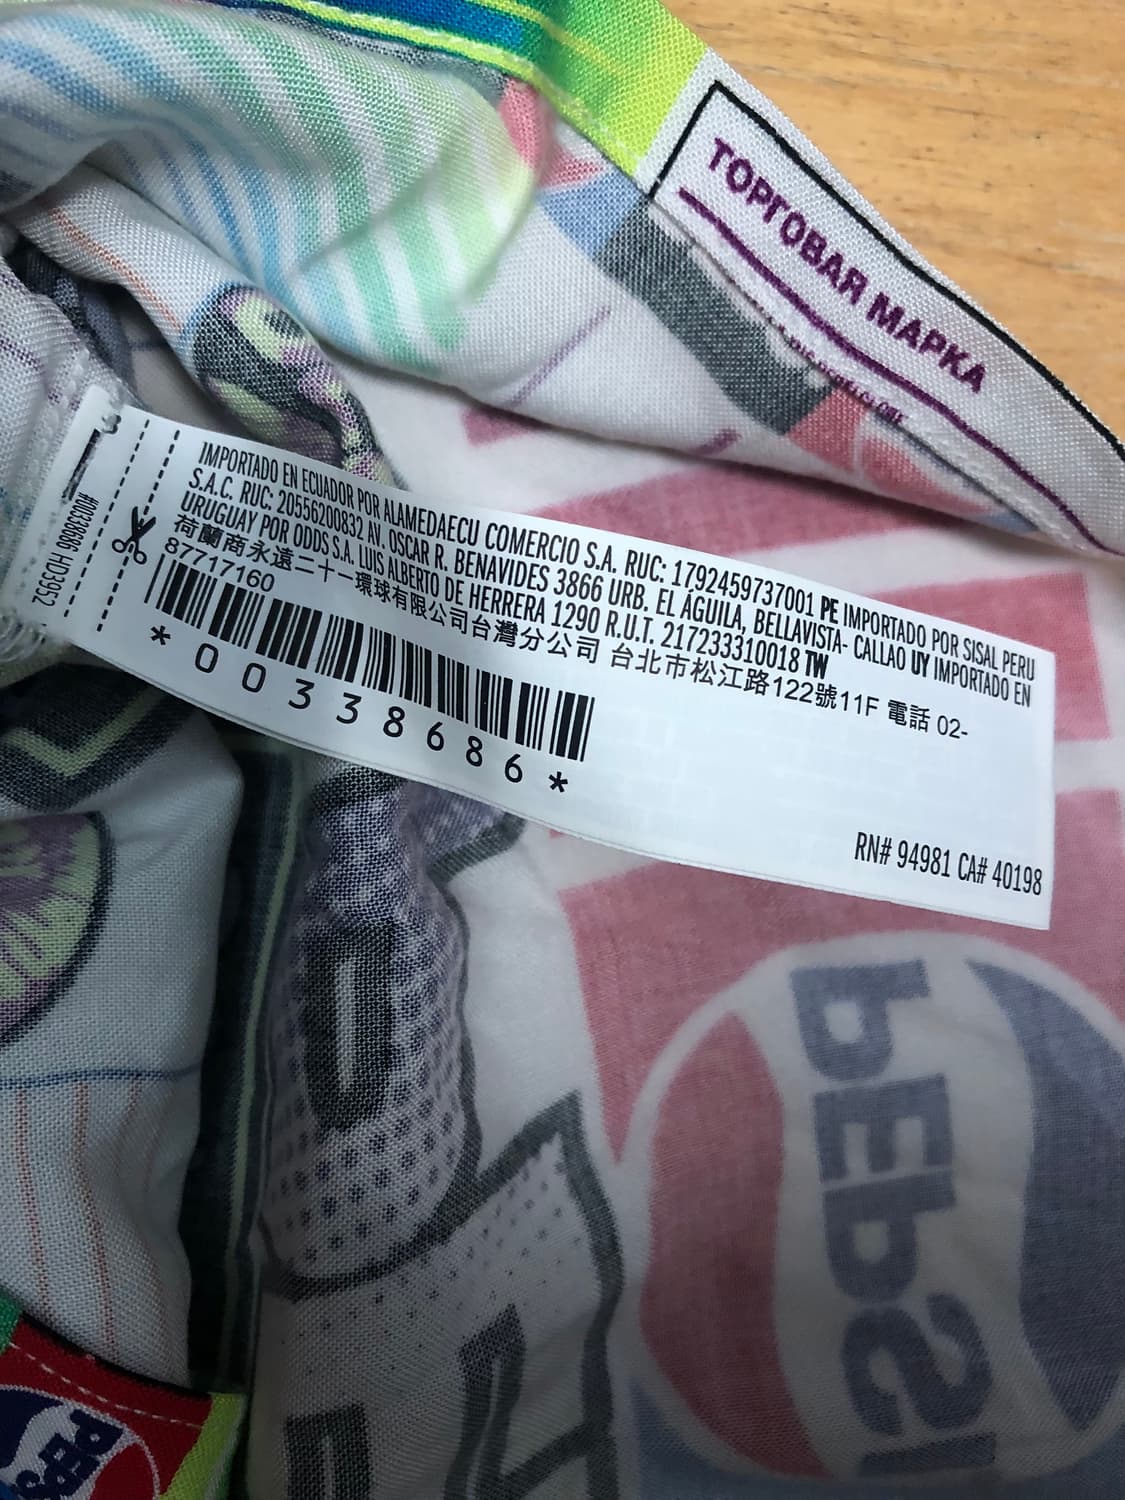 ТОРГОВАЯ МАРКА
IMPORTADO EN ECUADOR POR ALAMEDAECU COMERCIO S.A. RUC: 1792459737001 PE IMPORTADO POR SISAL PERU
S.A.C. RUC: 20556200832 AV. OSCAR R. BENAVIDES 3866 URB. EL ÁGUILA, BELLAVISTA- CALLAO UY IMPORTADO EN
URUGUAY POR ODDS S.A. LUIS ALBERTO DE HERRERA 1290 R.U.T. 217233310018 TW
荷蘭商永遠二十一環球有限公司台灣分公司 台北市松江路122號11F 電話 02-
87717160
*00338686*
#00338686 HD3952
RN# 94981 CA# 40198
PEPSI